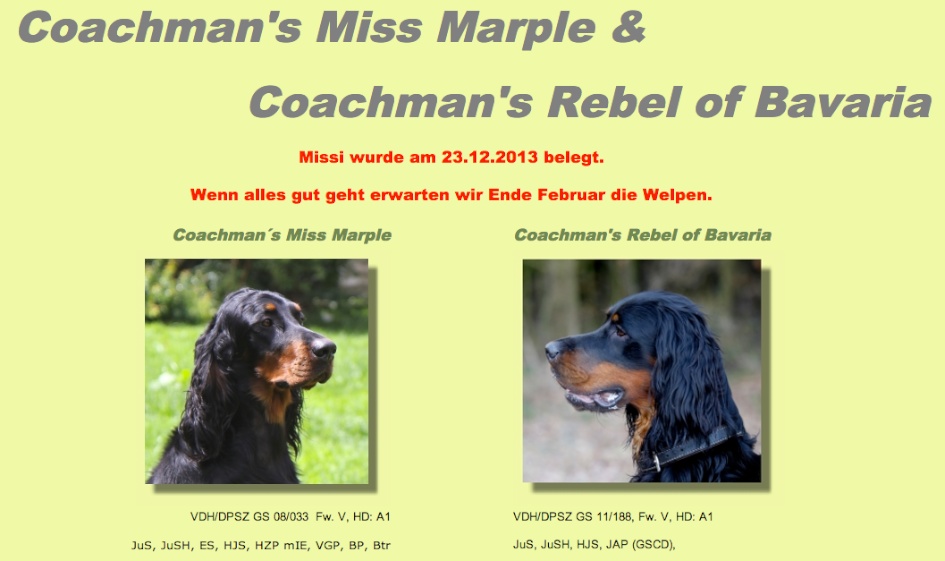 Coachman's Miss Marple &
Coachman's Rebel of Bavaria
Missi wurde am 23.12.2013 belegt.
Wenn alles gut geht erwarten wir Ende Februar die Welpen.
Coachman´s Miss Marple
Coachman's Rebel of Bavaria
VDH/DPSZ GS 08/033 Fw. V, HD: A1
VDH/DPSZ GS 11/188, Fw. V, HD: A1
JuS, JuSH, ES, HJS, HZP mIE, VGP, BP, Btr
JuS, JuSH, HJS, JAP (GSCD),